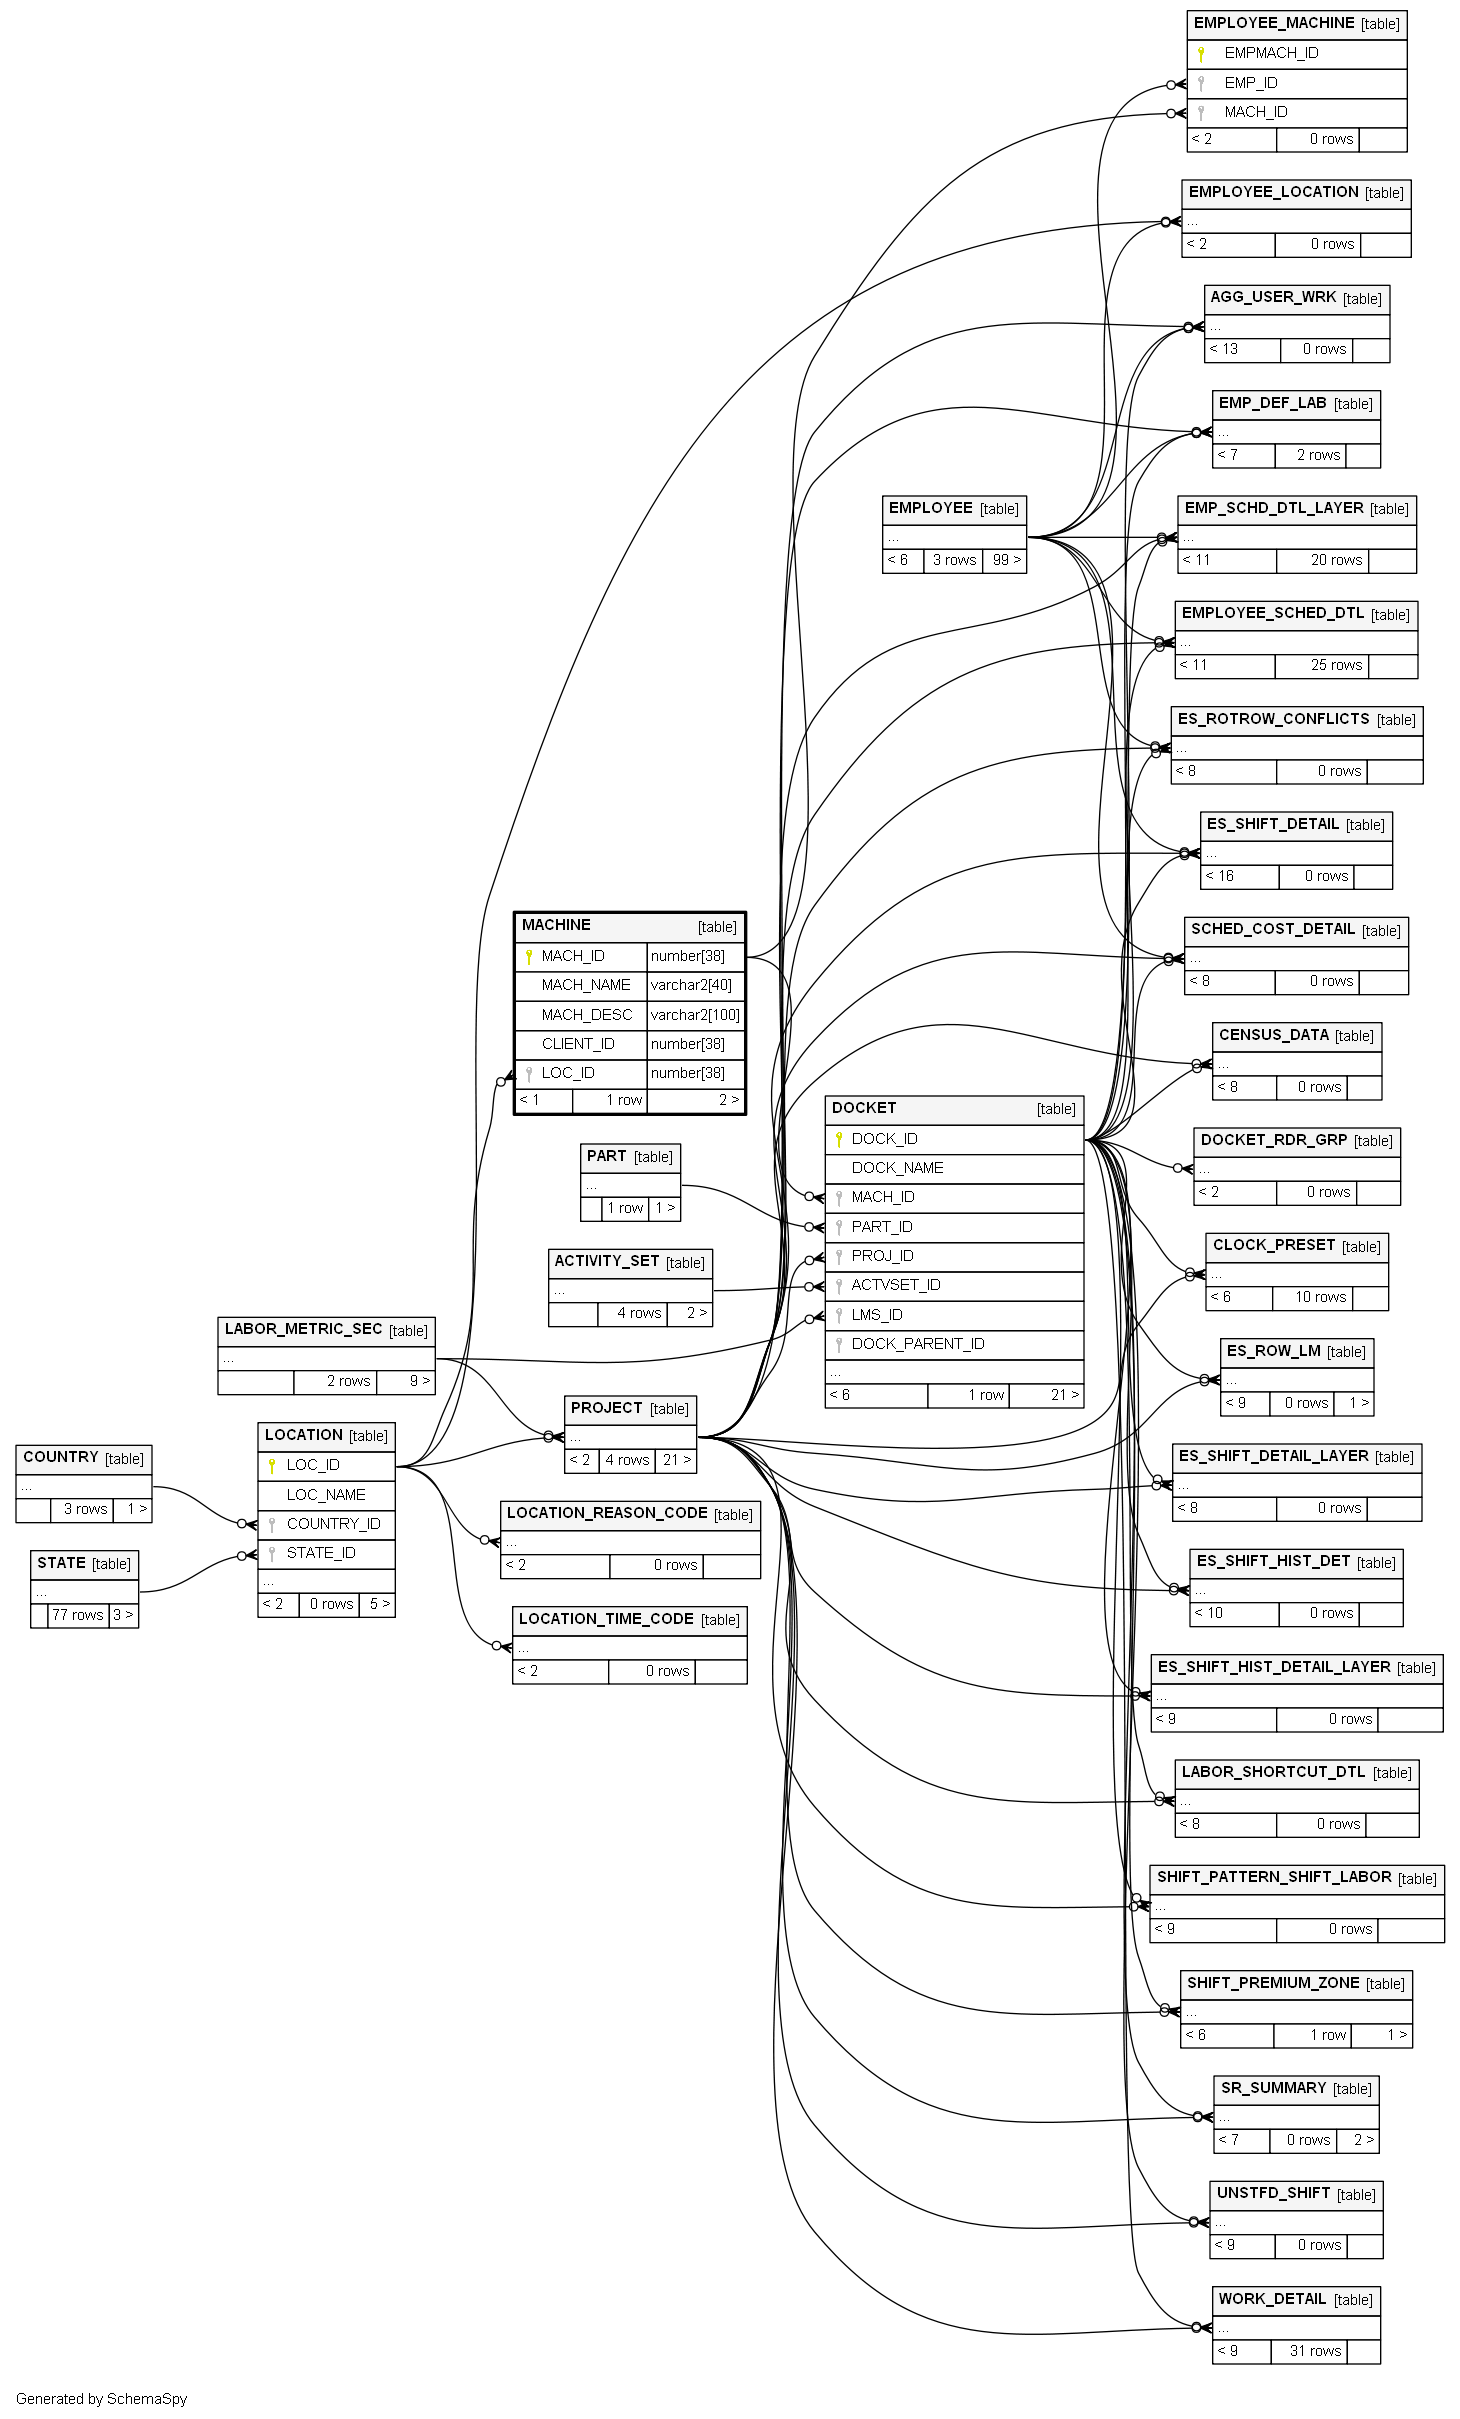 EMPLOYEE_MACHINE [table]
EMPMACH_ID
EMP_ID
MACH_ID
< 2 0 rows
EMPLOYEE_LOCATION [table]
...
< 2 0 rows
AGG_USER_WRK [table]
...
< 13 0 rows
EMP_DEF_LAB [table]
...
< 7 2 rows
EMPLOYEE [table]
...
< 6 3 rows 99 >
EMP_SCHD_DTL_LAYER [table]
...
< 11 20 rows
EMPLOYEE_SCHED_DTL [table]
...
< 11 25 rows
ES_ROTROW_CONFLICTS [table]
...
< 8 0 rows
ES_SHIFT_DETAIL [table]
...
< 16 0 rows
MACHINE [table]
MACH_ID number[38]
MACH_NAME varchar2[40]
MACH_DESC varchar2[100]
CLIENT_ID number[38]
LOC_ID number[38]
< 1 1 row 2 >
SCHED_COST_DETAIL [table]
...
< 8 0 rows
CENSUS_DATA [table]
...
< 8 0 rows
DOCKET [table]
DOCK_ID
DOCK_NAME
MACH_ID
PART_ID
PROJ_ID
ACTVSET_ID
LMS_ID
DOCK_PARENT_ID
...
< 6 1 row 21 >
PART [table]
...
1 row 1 >
DOCKET_RDR_GRP [table]
...
< 2 0 rows
ACTIVITY_SET [table]
...
4 rows 2 >
CLOCK_PRESET [table]
...
< 6 10 rows
LABOR_METRIC_SEC [table]
...
2 rows 9 >
ES_ROW_LM [table]
...
< 9 0 rows 1 >
PROJECT [table]
...
< 2 4 rows 21 >
LOCATION [table]
LOC_ID
LOC_NAME
COUNTRY_ID
STATE_ID
...
< 2 0 rows 5 >
COUNTRY [table]
...
3 rows 1 >
STATE [table]
...
77 rows 3 >
ES_SHIFT_DETAIL_LAYER [table]
...
< 8 0 rows
LOCATION_REASON_CODE [table]
...
< 2 0 rows
ES_SHIFT_HIST_DET [table]
...
< 10 0 rows
LOCATION_TIME_CODE [table]
...
< 2 0 rows
ES_SHIFT_HIST_DETAIL_LAYER [table]
...
< 9 0 rows
LABOR_SHORTCUT_DTL [table]
...
< 8 0 rows
SHIFT_PATTERN_SHIFT_LABOR [table]
...
< 9 0 rows
SHIFT_PREMIUM_ZONE [table]
...
< 6 1 row 1 >
SR_SUMMARY [table]
...
< 7 0 rows 2 >
UNSTFD_SHIFT [table]
...
< 9 0 rows
WORK_DETAIL [table]
...
< 9 31 rows
Generated by SchemaSpy